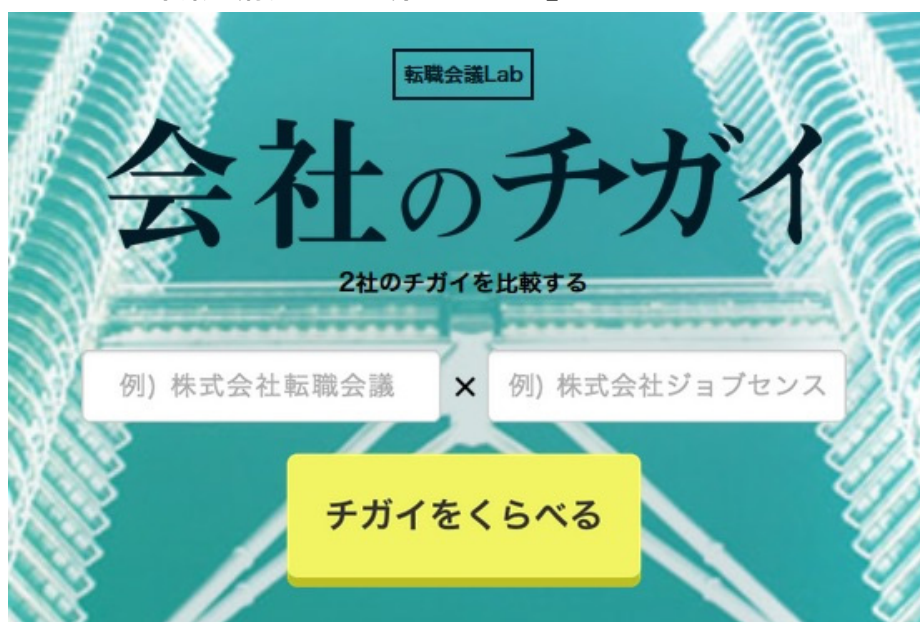 転職会議Lab
会社のチガイ
2社のチガイを比較する
例) 株式会社転職会議 × 例) 株式会社ジョブセンス
チガイをくらべる